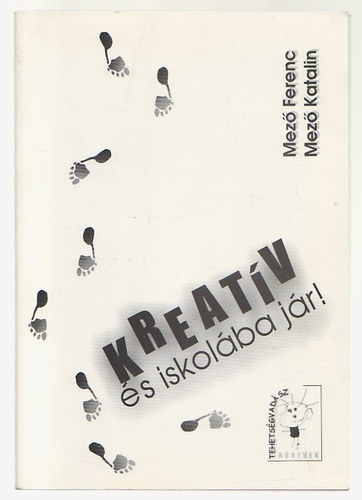 Mező Ferenc
Mező Katalin
KREATÍV
és iskolába jár!
TEHETSÉGVADÁSZ
KÖNYVEK